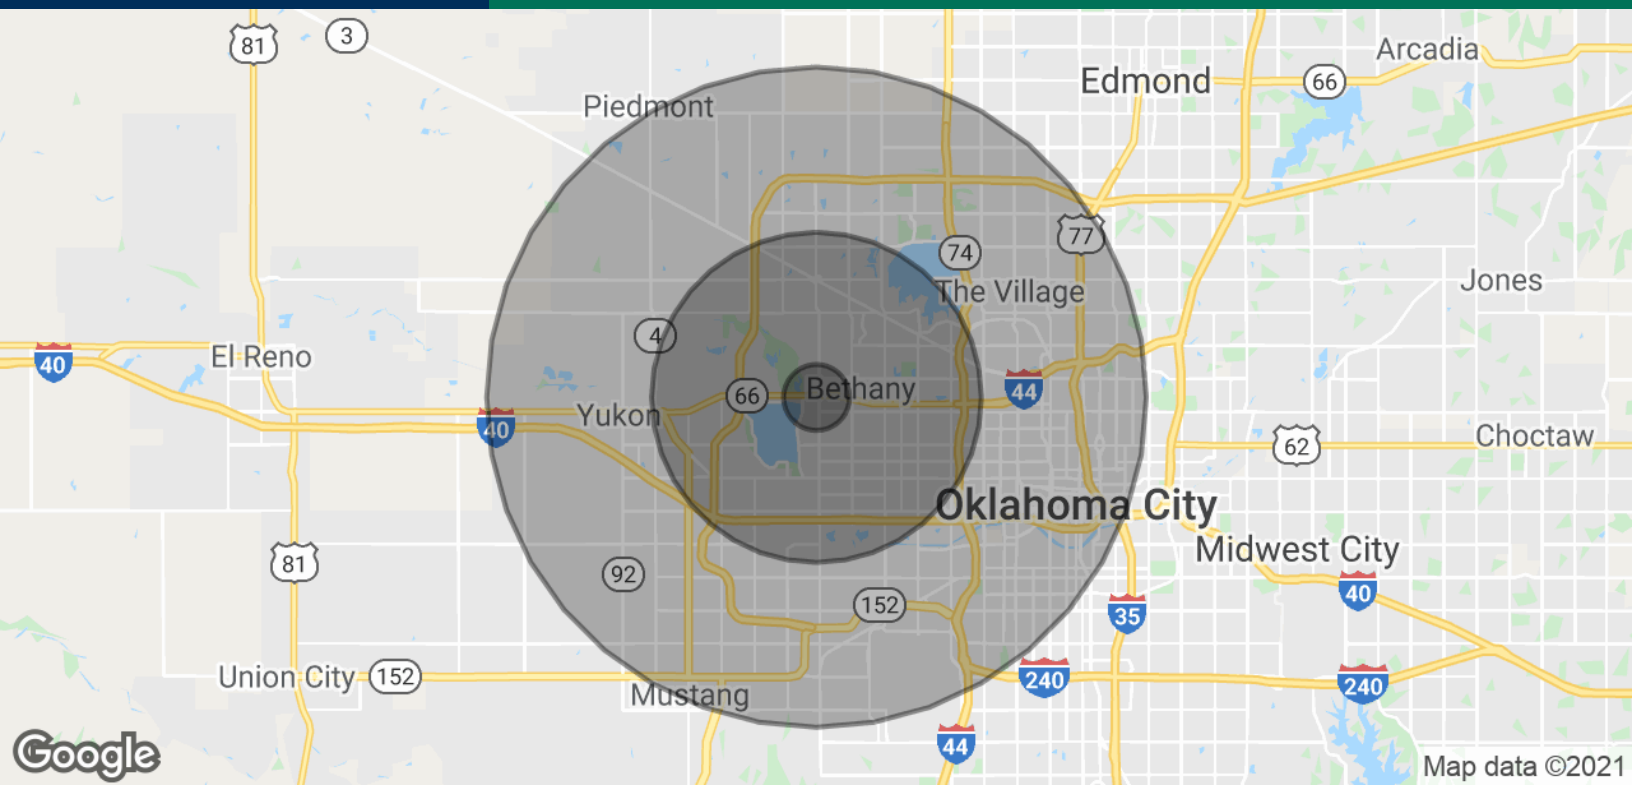 81
3
Arcadia
Edmond
66
Piedmont
77
74
Jones
The Village
4
El Reno
40
44
Bethany
66
Yukon
40
62
Choctaw
Oklahoma City
Midwest City
81
92
40
152
35
Union City
152
240
240
Mustang
44
Google
Map data ©2021